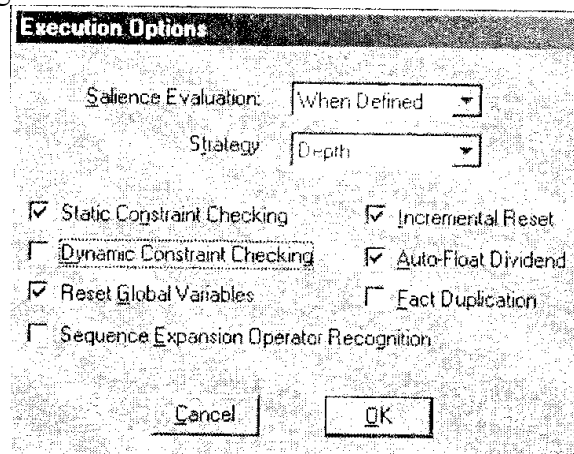 Execution Options
Salience Evaluation: When Defined
Strategy Depth
Static Constraint Checking Incremental Reset
Dynamic Constraint Checking Auto-Float Dividend
Reset Global Variables Fact Duplication
Sequence Expansion Operator Recognition
Cancel OK